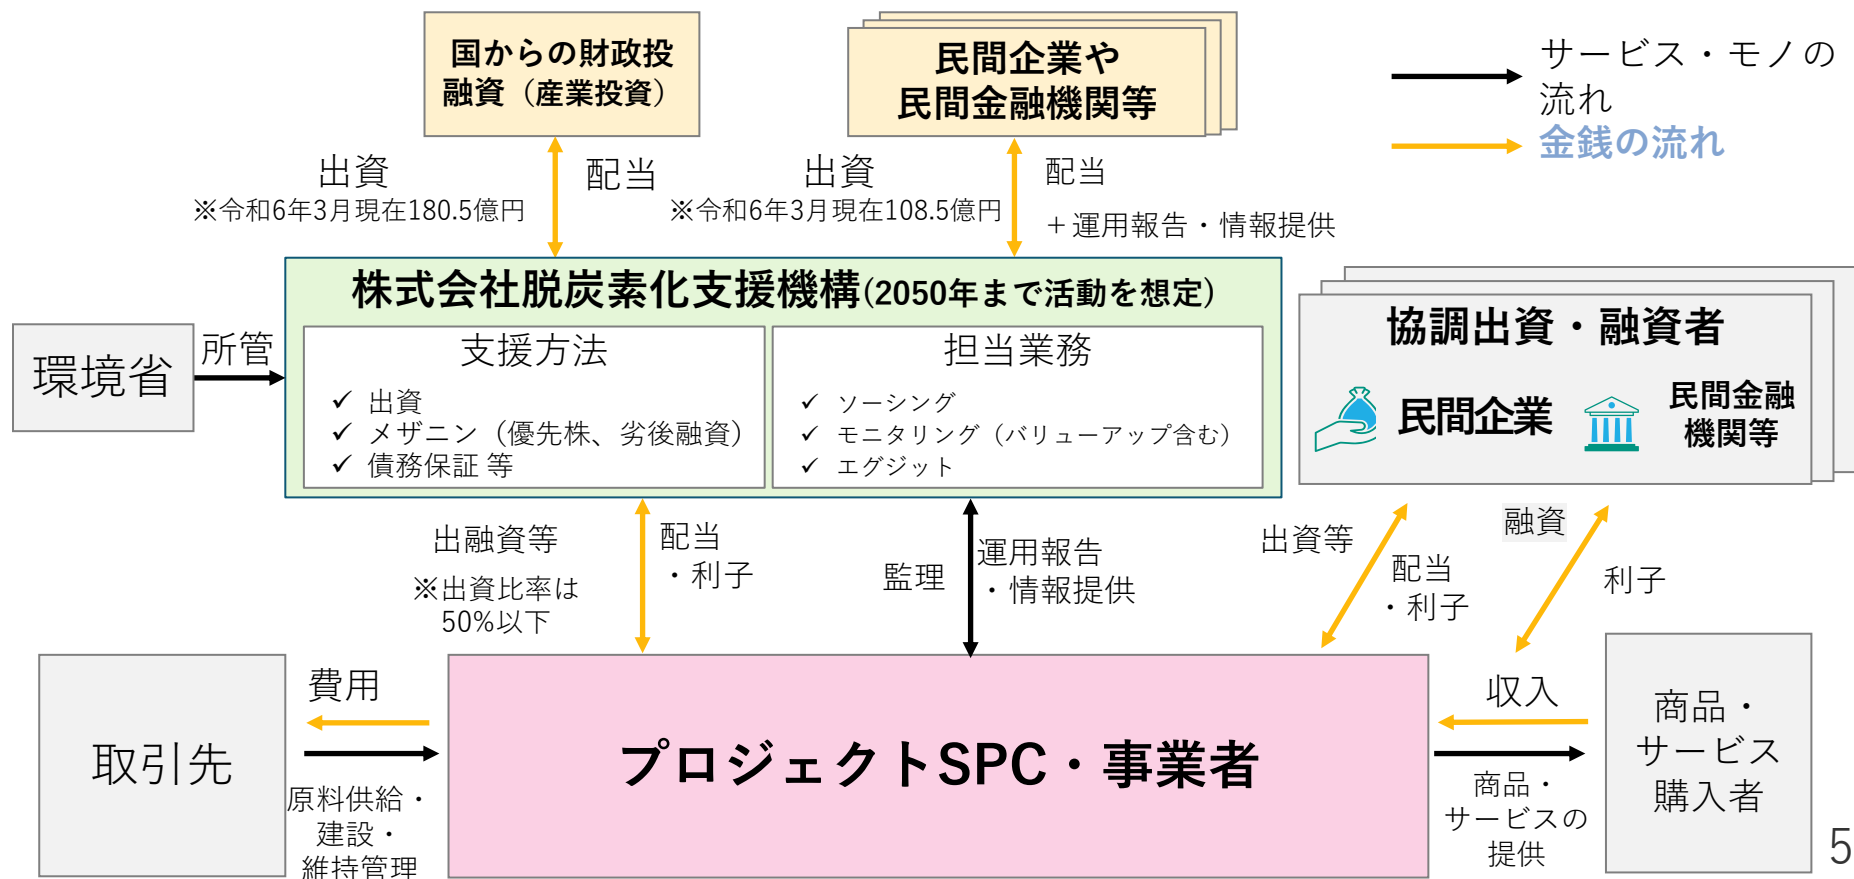 国からの財政投
融資（産業投資）
民間企業や
民間金融機関等
サービス・モノの
流れ
金銭の流れ
出資
※令和6年3月現在180.5億円
配当
出資
※令和6年3月現在108.5億円
配当
＋運用報告・情報提供
株式会社脱炭素化支援機構(2050年まで活動を想定)
環境省
所管
支援方法
✓ 出資
✓ メザニン（優先株、劣後融資）
✓ 債務保証 等
担当業務
✓ ソーシング
✓ モニタリング（バリューアップ含む）
✓ エグジット
協調出資・融資者
民間企業
民間金融
機関等
出融資等
※出資比率は
50%以下
配当
・利子
監理
運用報告
・情報提供
出資等
配当
・利子
融資
利子
取引先
費用
原料供給・
建設・
維持管理
プロジェクトSPC・事業者
収入
商品・
サービスの
提供
商品・
サービス
購入者
5